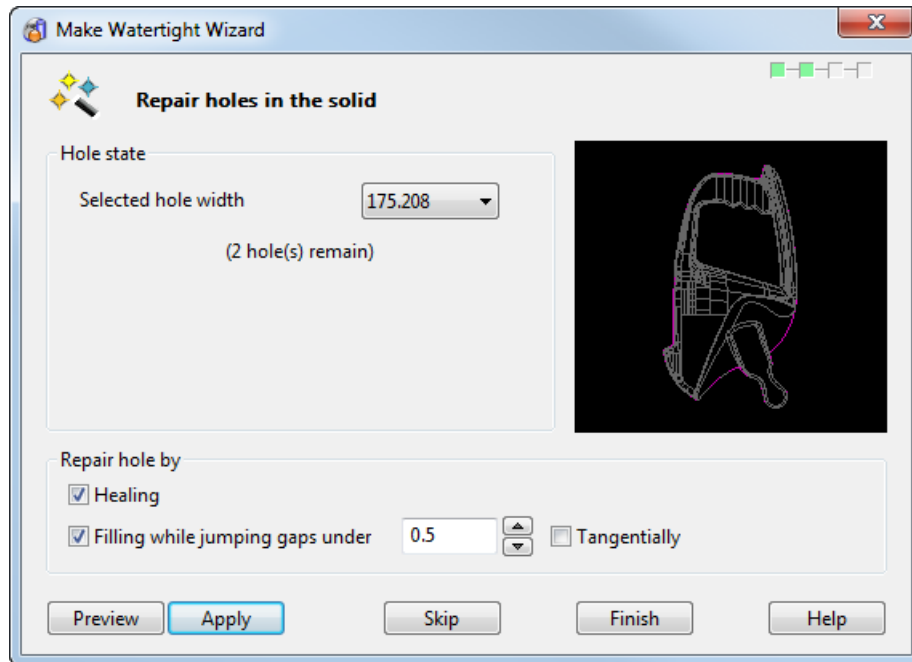 Make Watertight Wizard
Repair holes in the solid
Hole state
Selected hole width 175.208
(2 hole(s) remain)
Repair hole by
Healing
Filling while jumping gaps under 0.5 Tangentially
Preview Apply Skip Finish Help